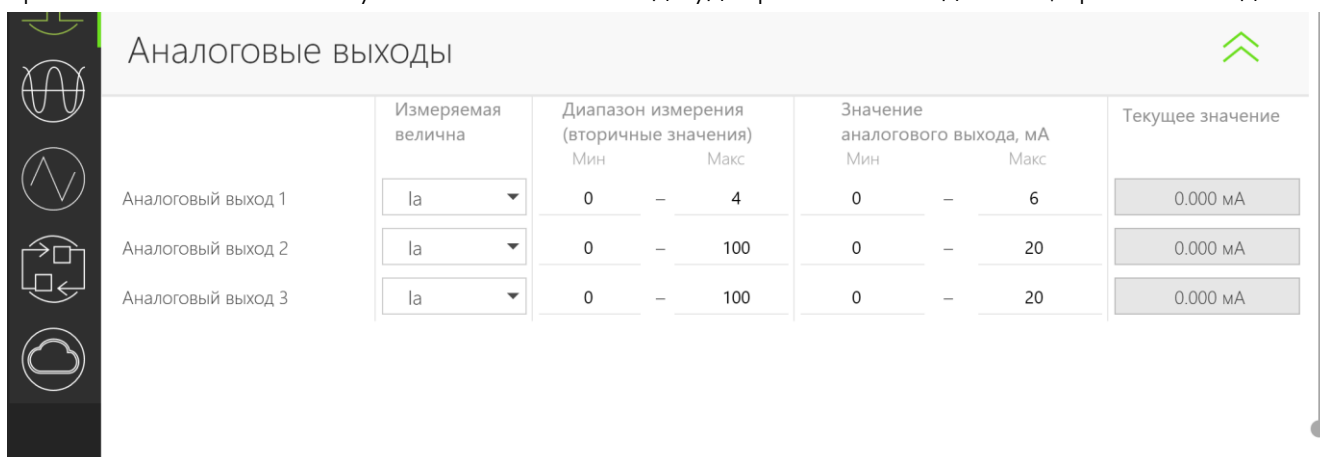 Аналоговые выходы
Измеряемая Диапазон измерения Значение Текущее значение
велична (вторичные значения) аналогового выхода, мА
Мин Макс Мин Макс
Аналоговый выход 1 Ia 0 – 4 0 – 6 0.000 мА
Аналоговый выход 2 Ia 0 – 100 0 – 20 0.000 мА
Аналоговый выход 3 Ia 0 – 100 0 – 20 0.000 мА